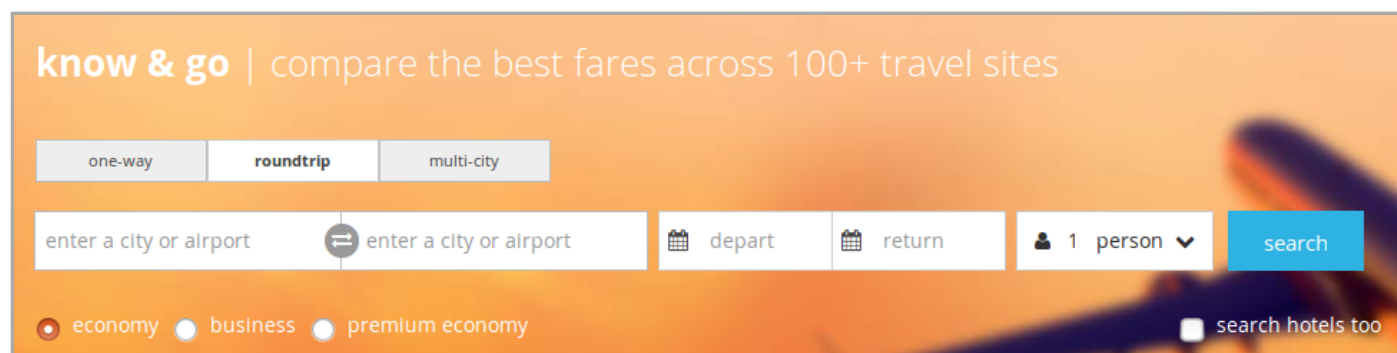 know & go | compare the best fares across 100+ travel sites
one-way roundtrip multi-city
enter a city or airport enter a city or airport depart return 1 person search
economy business premium economy search hotels too